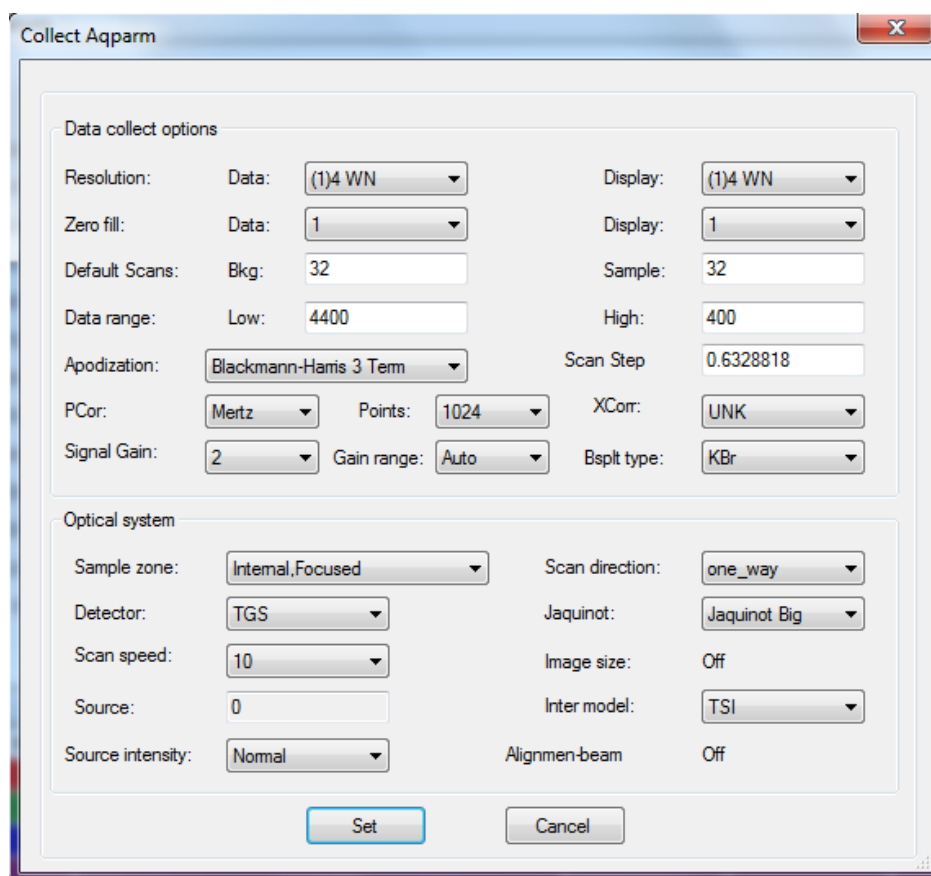 Collect Aqparm
Data collect options
Resolution: Data: (1)4 WN Display: (1)4 WN
Zero fill: Data: 1 Display: 1
Default Scans: Bkg: 32 Sample: 32
Data range: Low: 4400 High: 400
Apodization: Blackmann-Harris 3 Term Scan Step 0.6328818
PCor: Mertz Points: 1024 XCorr: UNK
Signal Gain: 2 Gain range: Auto Bsplt type: KBr
Optical system
Sample zone: Internal,Focused Scan direction: one_way
Detector: TGS Jaquinot: Jaquinot Big
Scan speed: 10 Image size: Off
Source: 0 Inter model: TSI
Source intensity: Normal Alignmen-beam Off
Set Cancel